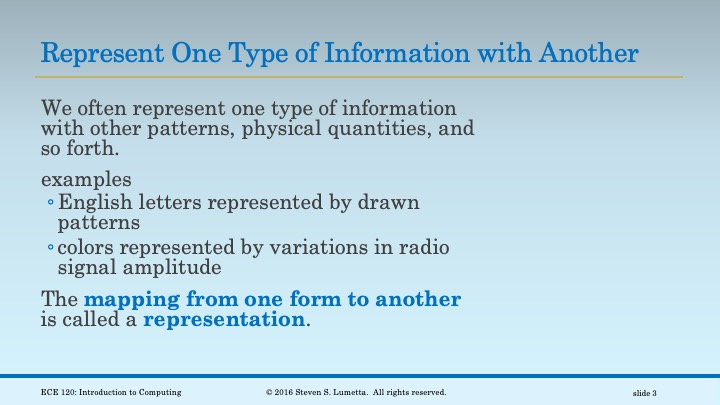 Represent One Type of Information with Another
We often represent one type of information
with other patterns, physical quantities, and
so forth.
examples
◦English letters represented by drawn
patterns
◦colors represented by variations in radio
signal amplitude
The mapping from one form to another
is called a representation.
ECE 120: Introduction to Computing © 2016 Steven S. Lumetta. All rights reserved. slide 3